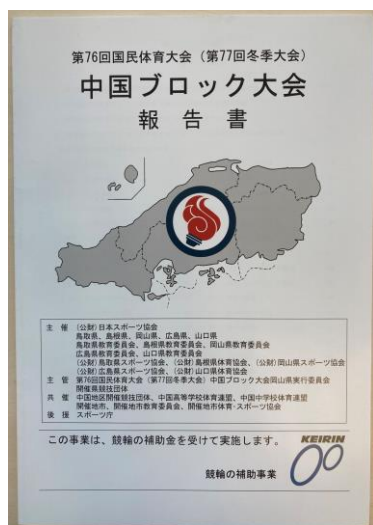 第76回国民体育大会（第77回冬季大会）
中国ブロック大会
報告書
主催 (公財)日本スポーツ協会
鳥取県、島根県、岡山県、広島県、山口県
鳥取県教育委員会、島根県教育委員会、岡山県教育委員会
広島県教育委員会、山口県教育委員会
(公財)鳥取県スポーツ協会、(公財)島根県体育協会、(公財)岡山県スポーツ協会
(公財)広島県スポーツ協会、(公財)山口県体育協会
主管 第76回国民体育大会（第77回冬季大会）中国ブロック大会岡山県実行委員会
開催県競技団体
共催 中国地区開催競技団体、中国高等学校体育連盟、中国中学校体育連盟
開催地市、開催地市教育委員会、開催地市体育・スポーツ協会
後援 スポーツ庁
この事業は、競輪の補助金を受けて実施します。
KEIRIN
競輪の補助事業